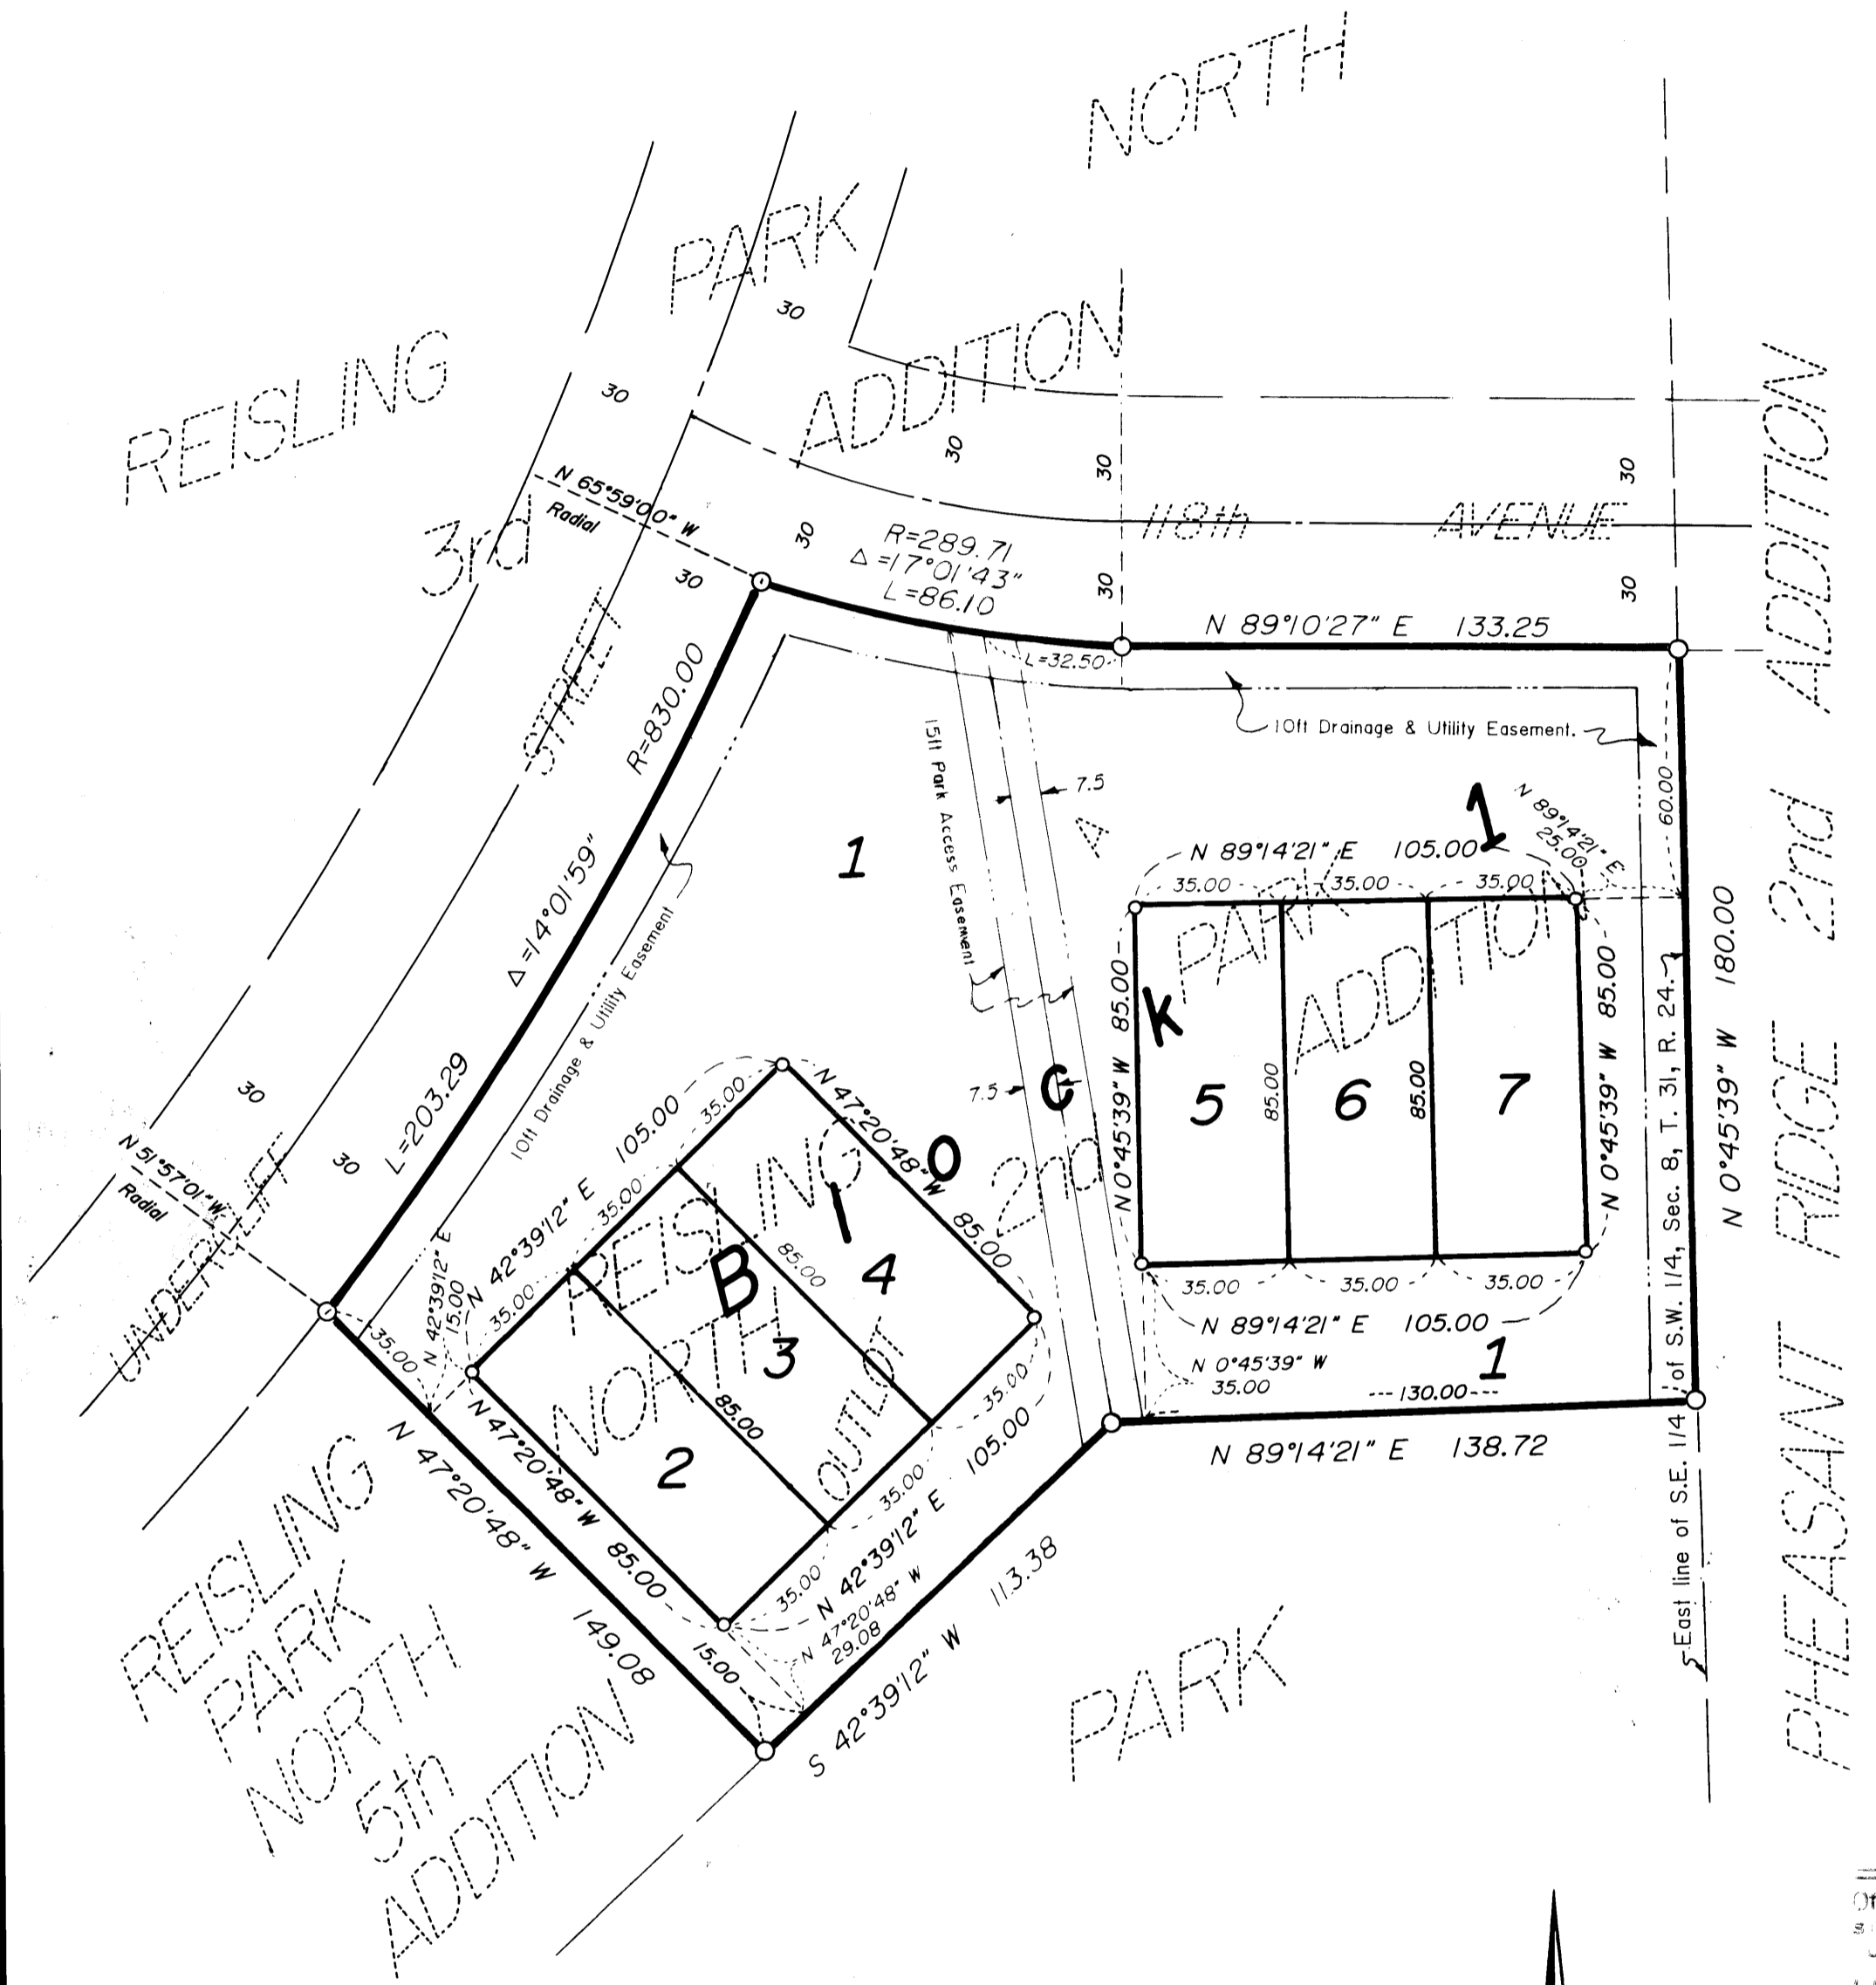 NORTH
PARK
ADDITION
REISLING
3rd
30
30
30
30
30
30
30
30
30
N 65°59'00" W
Radial
R=289.71
Δ=17°01'43"
L=86.10
118th AVENUE
N 89°10'27" E 133.25
L=32.50
10ft Drainage & Utility Easement.
STREET
R=830.00
Δ=14°01'59"
L=203.29
10ft Drainage & Utility Easement
15ft Park Access Easement
7.5
7.5
1
A
1
N 89°14'21" E
25.00
60.00
N 89°14'21" E 105.00
35.00 35.00 35.00
PARK
ADDITION
N 0°45'39" W 85.00
5
85.00
6
85.00
7
N 0°45'39" W 85.00
35.00 35.00 35.00
N 89°14'21" E 105.00
N 0°45'39" W
35.00
1
130.00
N 89°14'21" E 138.72
N 0°45'39" W 180.00
East line of S.E. 1/4 of S.W. 1/4, Sec. 8, T. 31, R. 24.
PHEASANT RIDGE 2nd ADDITION
B L O C K
1
2nd
30
30
N 51°57'01" W
Radial
UNDERCLIFF
35.00
N 42°39'12" E
15.00
N 42°39'12" E 105.00
35.00
35.00
35.00
N 47°20'48" W 85.00
REISLING
NORTH
OUTLOT
4
85.00
3
85.00
2
N 47°20'48" W 85.00
35.00
35.00
35.00
N 42°39'12" E 105.00
N 47°20'48" W
29.08
15.00
N 47°20'48" W 149.08
S 42°39'12" W 113.38
PARK
REISLING
PARK
NORTH
5th
ADDITION